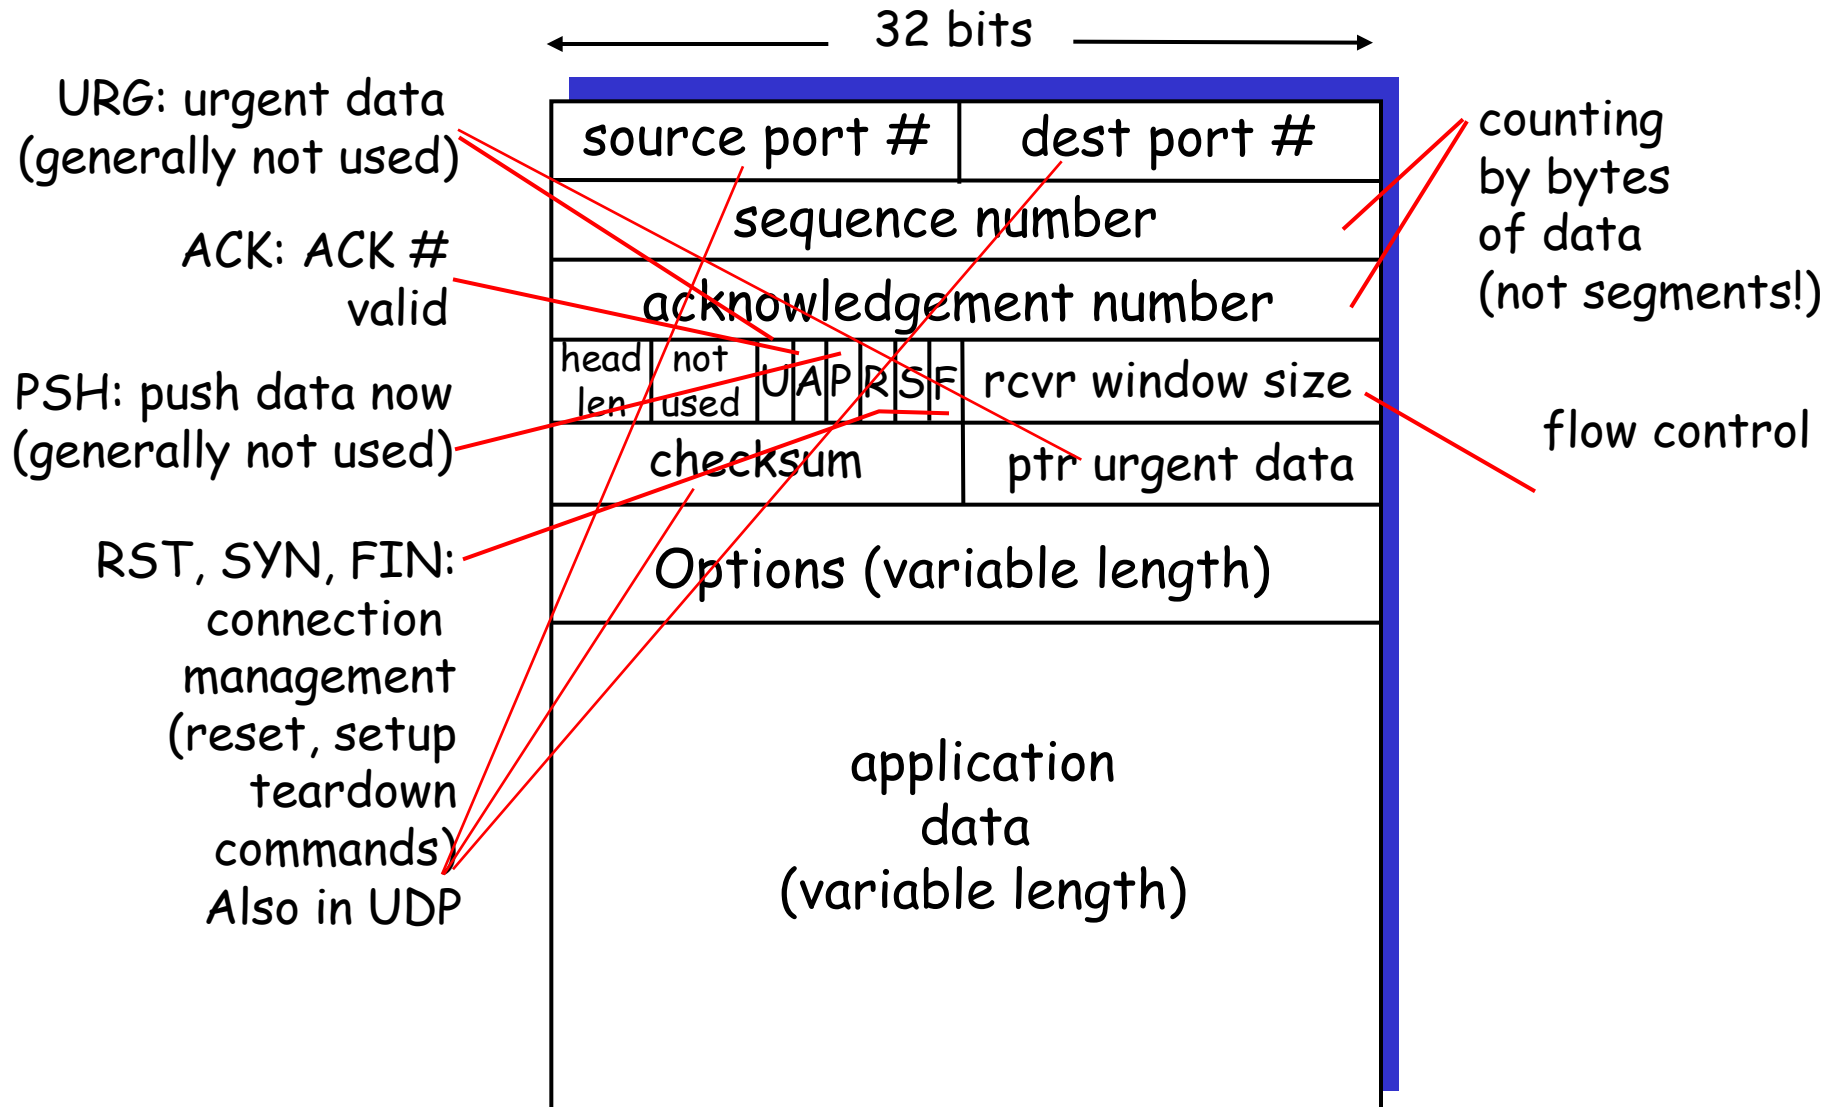 32 bits
URG: urgent data
(generally not used)
ACK: ACK #
valid
PSH: push data now
(generally not used)
RST, SYN, FIN:
connection
management
(reset, setup
teardown
commands)
Also in UDP
source port #
dest port #
sequence number
acknowledgement number
head
len
not
used
U
A
P
R
S
F
rcvr window size
checksum
ptr urgent data
Options (variable length)
application
data
(variable length)
counting
by bytes
of data
(not segments!)
flow control